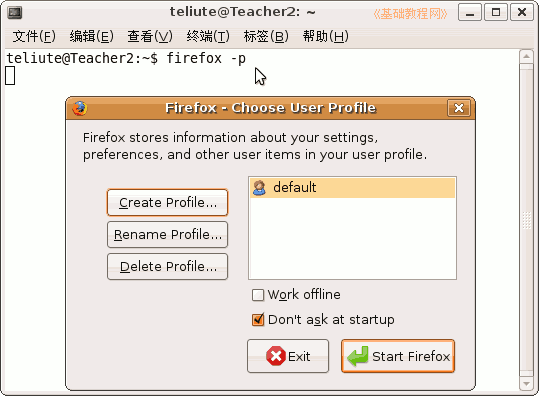 teliute@Teacher2: ~
《基础教程网》
文件(F) 编辑(E) 查看(V) 终端(T) 标签(B) 帮助(H)
teliute@Teacher2:~$ firefox -p
Firefox - Choose User Profile
Firefox stores information about your settings,
preferences, and other user items in your user profile.
Create Profile...
Rename Profile...
Delete Profile...
default
Work offline
Don't ask at startup
Exit
Start Firefox